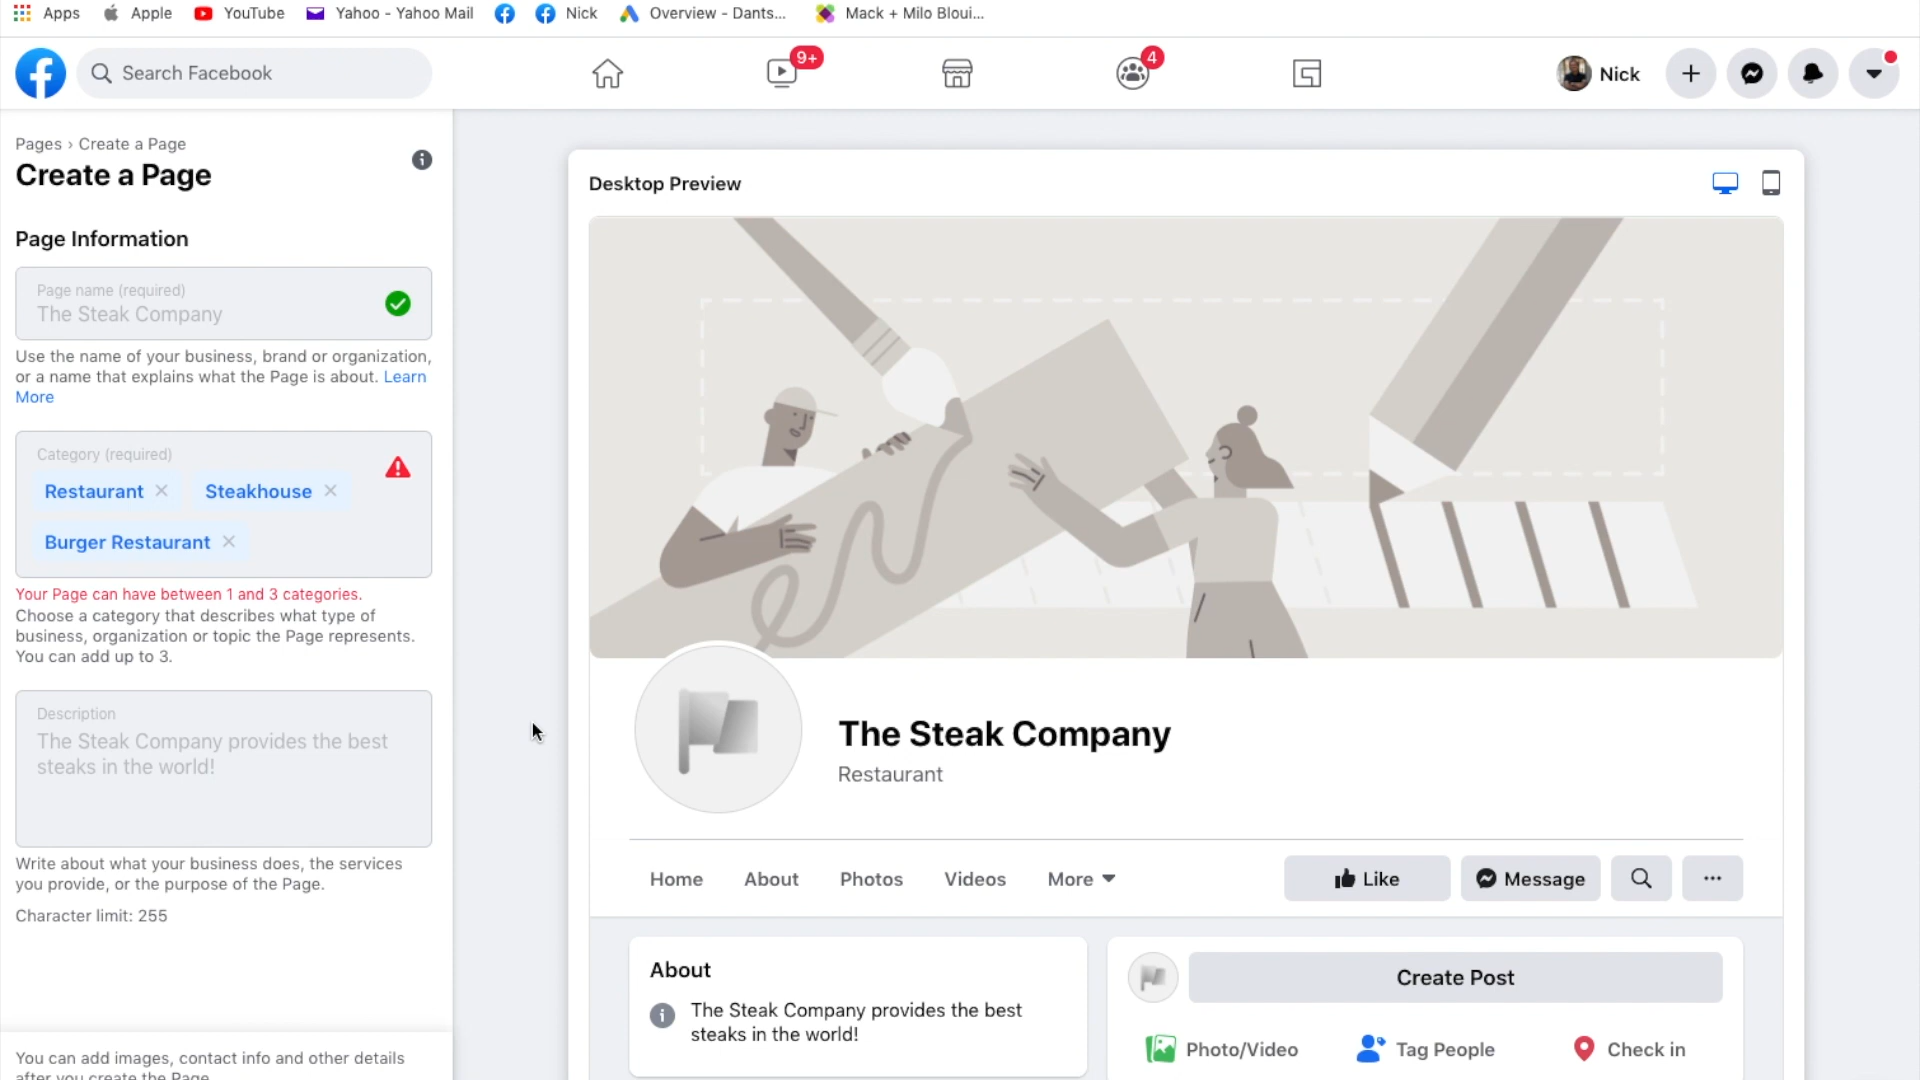 Apps
Apple
YouTube
Yahoo - Yahoo Mail
Nick
Overview - Dants...
Mack + Milo Bloui...
Search Facebook
9+
4
Nick
Pages › Create a Page
Create a Page
Page Information
Page name (required)
The Steak Company
Use the name of your business, brand or organization,
or a name that explains what the Page is about. Learn
More
Category (required)
Restaurant
Steakhouse
Burger Restaurant
Your Page can have between 1 and 3 categories.
Choose a category that describes what type of
business, organization or topic the Page represents.
You can add up to 3.
Description
The Steak Company provides the best
steaks in the world!
Write about what your business does, the services
you provide, or the purpose of the Page.
Character limit: 255
You can add images, contact info and other details
after you create the Page.
Desktop Preview
The Steak Company
Restaurant
Home
About
Photos
Videos
More
Like
Message
About
The Steak Company provides the best
steaks in the world!
Create Post
Photo/Video
Tag People
Check in